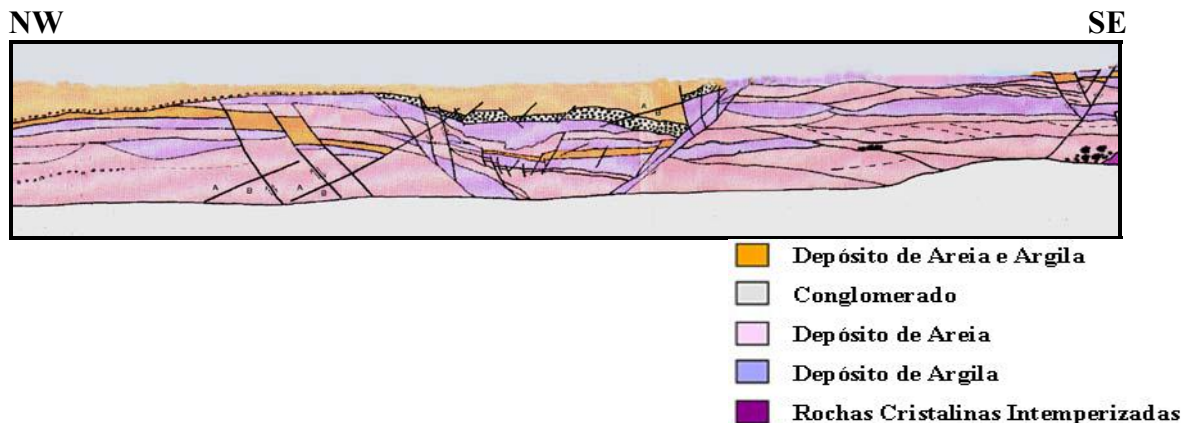 NW SE
A
B
A B A B
Depósito de Areia e Argila
Conglomerado
Depósito de Areia
Depósito de Argila
Rochas Cristalinas Intemperizadas